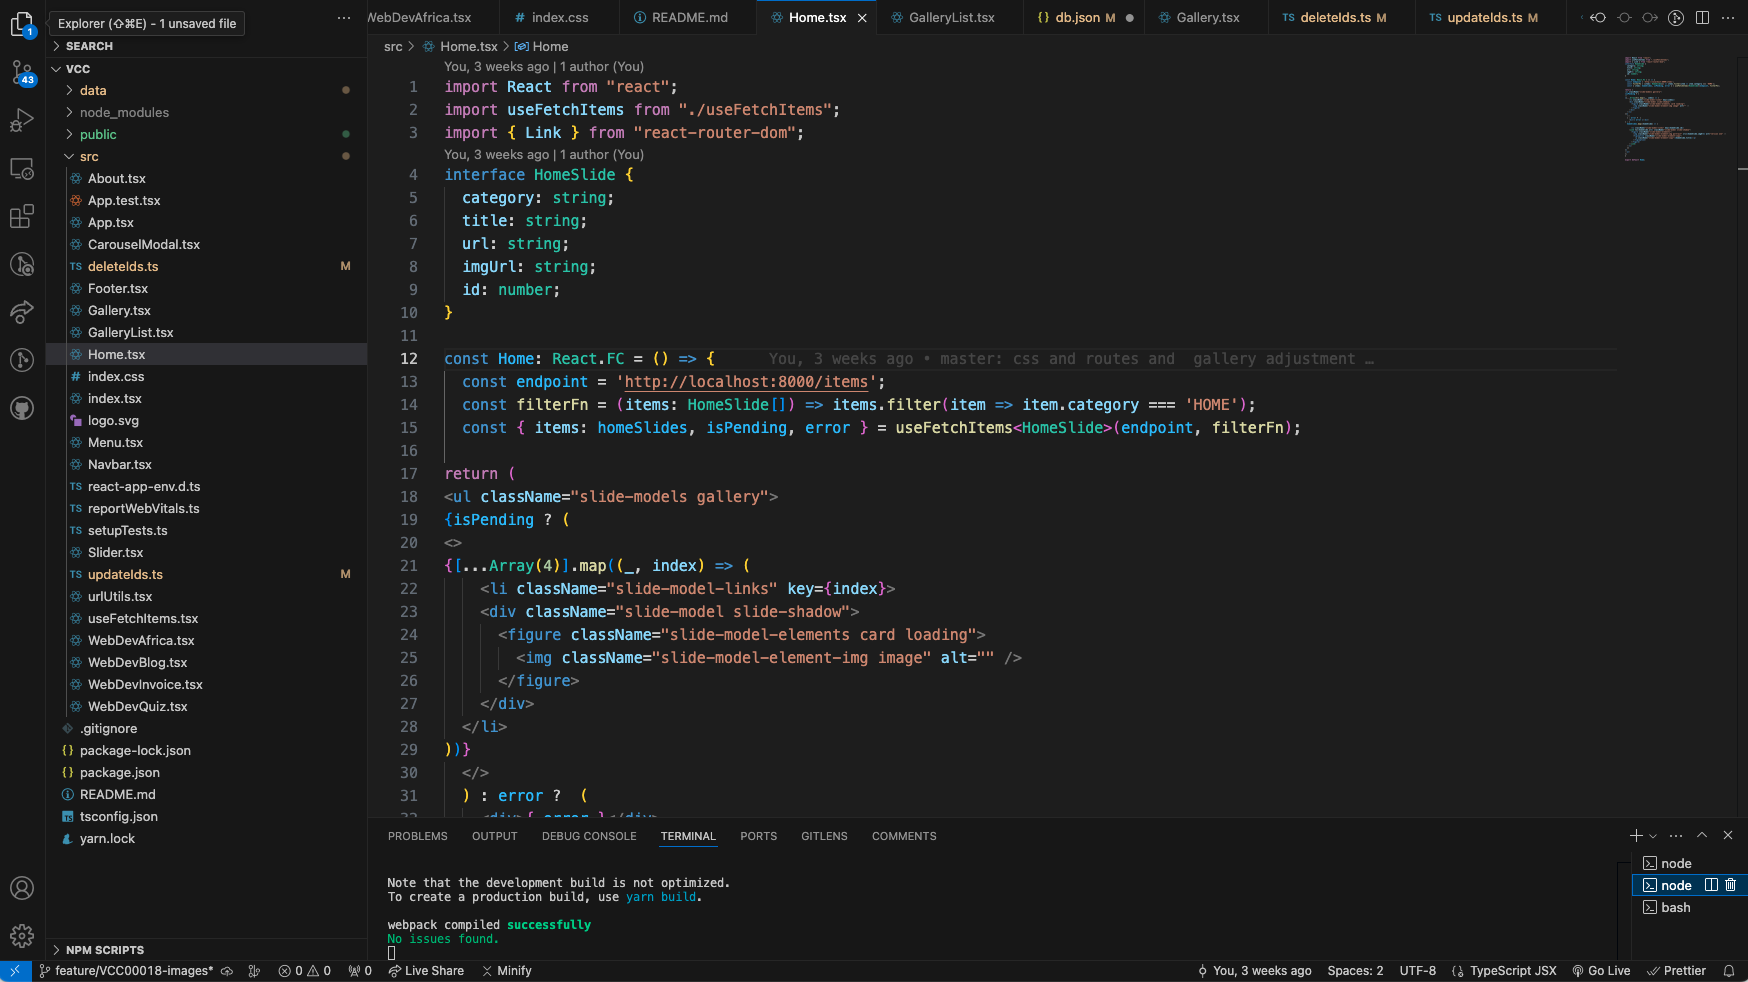 Explorer (⇧⌘E) - 1 unsaved file
1
43
SEARCH
VCC
data
node_modules
public
src
About.tsx
App.test.tsx
App.tsx
CarouselModal.tsx
TS deleteIds.ts M
Footer.tsx
Gallery.tsx
GalleryList.tsx
Home.tsx
# index.css
index.tsx
logo.svg
Menu.tsx
Navbar.tsx
TS react-app-env.d.ts
TS reportWebVitals.ts
TS setupTests.ts
Slider.tsx
TS updateIds.ts M
urlUtils.tsx
useFetchItems.tsx
WebDevAfrica.tsx
WebDevBlog.tsx
WebDevInvoice.tsx
WebDevQuiz.tsx
.gitignore
{} package-lock.json
{} package.json
README.md
tsconfig.json
yarn.lock
NPM SCRIPTS
WebDevAfrica.tsx
# index.css
README.md
Home.tsx
GalleryList.tsx
{} db.json M
Gallery.tsx
TS deleteIds.ts M
TS updateIds.ts M
src > Home.tsx > Home
You, 3 weeks ago | 1 author (You)
1 import React from "react";
2 import useFetchItems from "./useFetchItems";
3 import { Link } from "react-router-dom";
You, 3 weeks ago | 1 author (You)
4 interface HomeSlide {
5 category: string;
6 title: string;
7 url: string;
8 imgUrl: string;
9 id: number;
10 }
11
12 const Home: React.FC = () => { You, 3 weeks ago • master: css and routes and  gallery adjustment …
13 const endpoint = 'http://localhost:8000/items';
14 const filterFn = (items: HomeSlide[]) => items.filter(item => item.category === 'HOME');
15 const { items: homeSlides, isPending, error } = useFetchItems<HomeSlide>(endpoint, filterFn);
16
17 return (
18 <ul className="slide-models gallery">
19 {isPending ? (
20 <>
21 {[...Array(4)].map((_, index) => (
22 <li className="slide-model-links" key={index}>
23 <div className="slide-model slide-shadow">
24 <figure className="slide-model-elements card loading">
25 <img className="slide-model-element-img image" alt="" />
26 </figure>
27 </div>
28 </li>
29 ))}
30 </>
31 ) : error ?  (
32 <div>{ error }</div>
PROBLEMS OUTPUT DEBUG CONSOLE TERMINAL PORTS GITLENS COMMENTS
Note that the development build is not optimized.
To create a production build, use yarn build.
webpack compiled successfully
No issues found.
node
node
bash
feature/VCC00018-images* 0 0 0 Live Share Minify You, 3 weeks ago Spaces: 2 UTF-8 {} TypeScript JSX Go Live Prettier